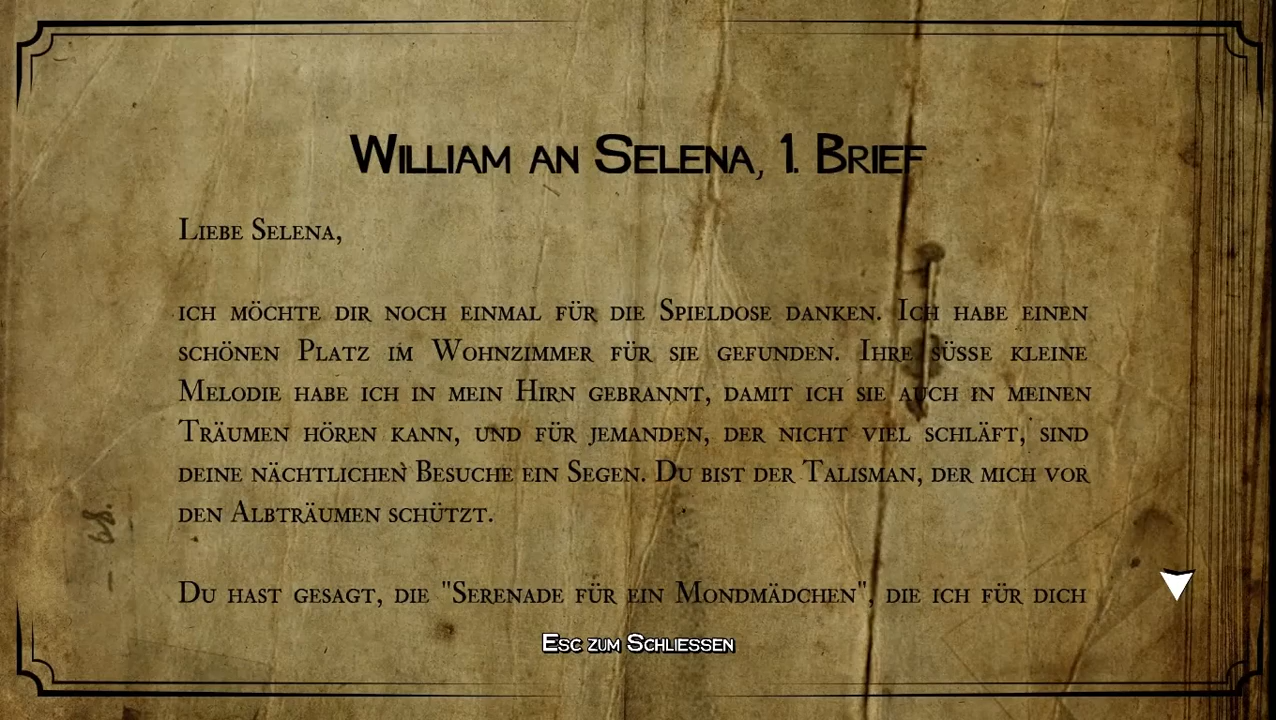 William an Selena, 1. Brief
Liebe Selena,
ich möchte dir noch einmal für die Spieldose danken. Ich habe einen
schönen Platz im Wohnzimmer für sie gefunden. Ihre süsse kleine
Melodie habe ich in mein Hirn gebrannt, damit ich sie auch in meinen
Träumen hören kann, und für jemanden, der nicht viel schläft, sind
deine nächtlichen Besuche ein Segen. Du bist der Talisman, der mich vor
den Albträumen schützt.
Du hast gesagt, die "Serenade für ein Mondmädchen", die ich für dich
Esc zum Schliessen